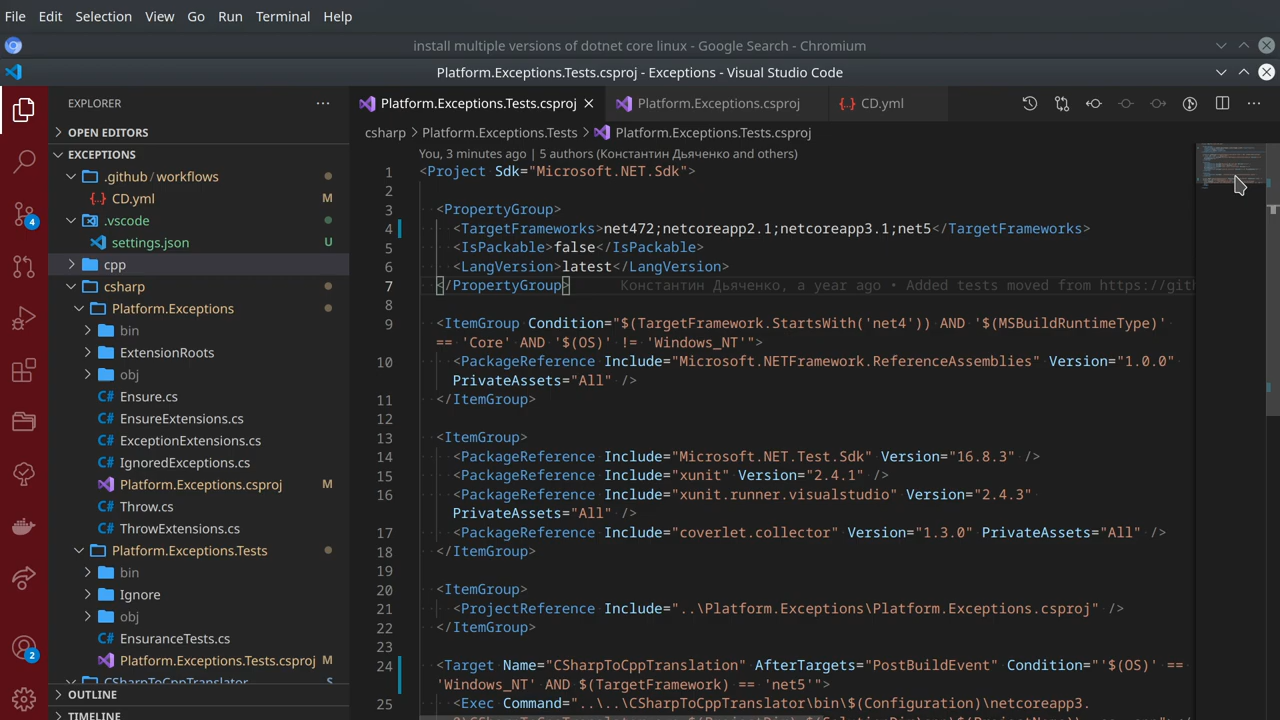 File Edit Selection View Go Run Terminal Help
install multiple versions of dotnet core linux - Google Search - Chromium
Platform.Exceptions.Tests.csproj - Exceptions - Visual Studio Code
EXPLORER
OPEN EDITORS
EXCEPTIONS
.github / workflows
CD.yml M
.vscode
settings.json U
cpp
csharp
Platform.Exceptions
bin
ExtensionRoots
obj
C# Ensure.cs
C# EnsureExtensions.cs
C# ExceptionExtensions.cs
C# IgnoredExceptions.cs
Platform.Exceptions.csproj M
C# Throw.cs
C# ThrowExtensions.cs
Platform.Exceptions.Tests
bin
Ignore
obj
C# EnsuranceTests.cs
Platform.Exceptions.Tests.csproj M
CSharpToCppTranslator S
OUTLINE
TIMELINE
4
2
Platform.Exceptions.Tests.csproj Platform.Exceptions.csproj CD.yml
csharp > Platform.Exceptions.Tests > Platform.Exceptions.Tests.csproj
You, 3 minutes ago | 5 authors (Константин Дьяченко and others)
1 <Project Sdk="Microsoft.NET.Sdk">
2
3 <PropertyGroup>
4 <TargetFrameworks>net472;netcoreapp2.1;netcoreapp3.1;net5</TargetFrameworks>
5 <IsPackable>false</IsPackable>
6 <LangVersion>latest</LangVersion>
7 </PropertyGroup> Константин Дьяченко, a year ago • Added tests moved from https://gith
8
9 <ItemGroup Condition="$(TargetFramework.StartsWith('net4')) AND '$(MSBuildRuntimeType)'
== 'Core' AND '$(OS)' != 'Windows_NT'">
10 <PackageReference Include="Microsoft.NETFramework.ReferenceAssemblies" Version="1.0.0"
PrivateAssets="All" />
11 </ItemGroup>
12
13 <ItemGroup>
14 <PackageReference Include="Microsoft.NET.Test.Sdk" Version="16.8.3" />
15 <PackageReference Include="xunit" Version="2.4.1" />
16 <PackageReference Include="xunit.runner.visualstudio" Version="2.4.3"
PrivateAssets="All" />
17 <PackageReference Include="coverlet.collector" Version="1.3.0" PrivateAssets="All" />
18 </ItemGroup>
19
20 <ItemGroup>
21 <ProjectReference Include="..\Platform.Exceptions\Platform.Exceptions.csproj" />
22 </ItemGroup>
23
24 <Target Name="CSharpToCppTranslation" AfterTargets="PostBuildEvent" Condition="'$(OS)' ==
'Windows_NT' AND $(TargetFramework) == 'net5'">
25 <Exec Command="..\..\CSharpToCppTranslator\bin\$(Configuration)\netcoreapp3.